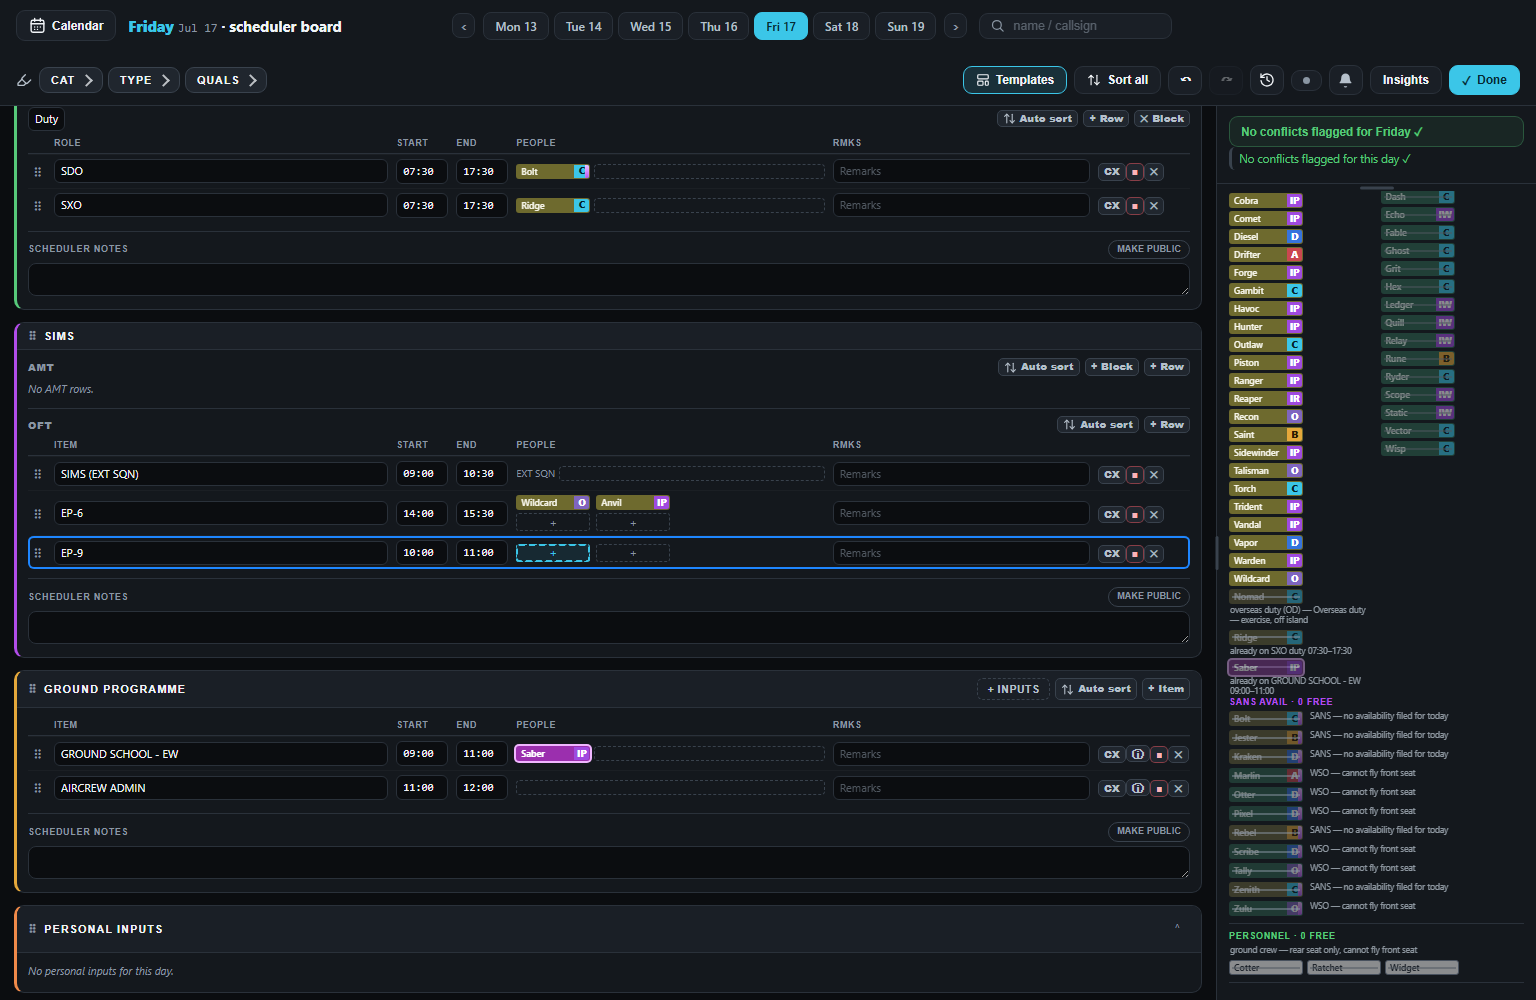 Calendar
Friday Jul 17 · scheduler board
‹
Mon 13
Tue 14
Wed 15
Thu 16
Fri 17
Sat 18
Sun 19
›
name / callsign
CAT
TYPE
QUALS
Templates
Sort all
Insights
✓ Done
Duty
Auto sort
+ Row
✕ Block
ROLE START END PEOPLE RMKS
SDO 07:30 17:30 Bolt C Remarks CX ✕
SXO 07:30 17:30 Ridge C Remarks CX ✕
SCHEDULER NOTES MAKE PUBLIC
SIMS
AMT Auto sort + Block + Row
No AMT rows.
OFT Auto sort + Row
ITEM START END PEOPLE RMKS
SIMS (EXT SQN) 09:00 10:30 EXT SQN Remarks CX ✕
EP-6 14:00 15:30 Wildcard O Anvil IP Remarks CX ✕
+ +
EP-9 10:00 11:00 + + Remarks CX ✕
SCHEDULER NOTES MAKE PUBLIC
GROUND PROGRAMME + INPUTS Auto sort + Item
ITEM START END PEOPLE RMKS
GROUND SCHOOL - EW 09:00 11:00 Saber IP Remarks CX ✕
AIRCREW ADMIN 11:00 12:00 Remarks CX ✕
SCHEDULER NOTES MAKE PUBLIC
PERSONAL INPUTS
No personal inputs for this day.
No conflicts flagged for Friday ✓
No conflicts flagged for this day ✓
Cobra IP
Comet IP
Diesel D
Drifter A
Forge IP
Gambit C
Havoc IP
Hunter IP
Outlaw C
Piston IP
Ranger IP
Reaper IR
Recon O
Saint B
Sidewinder IP
Talisman O
Torch C
Trident IP
Vandal IP
Vapor D
Warden IP
Wildcard O
Nomad C
overseas duty (OD) — Overseas duty
— exercise, off island
Ridge C
already on SXO duty 07:30–17:30
Saber IP
already on GROUND SCHOOL - EW
09:00–11:00
Dash C
Echo IW
Fable C
Ghost C
Grit C
Hex C
Ledger IW
Quill IW
Relay IW
Rune B
Ryder C
Scope IW
Static IW
Vector C
Wisp C
SANS AVAIL · 0 FREE
Bolt C SANS — no availability filed for today
Jester B SANS — no availability filed for today
Kraken D SANS — no availability filed for today
Marlin A WSO — cannot fly front seat
Otter D WSO — cannot fly front seat
Pixel D WSO — cannot fly front seat
Rebel B SANS — no availability filed for today
Scribe D WSO — cannot fly front seat
Tally O WSO — cannot fly front seat
Zenith C SANS — no availability filed for today
Zulu O WSO — cannot fly front seat
PERSONNEL · 0 FREE
ground crew — rear seat only, cannot fly front seat
Cotter Ratchet Widget